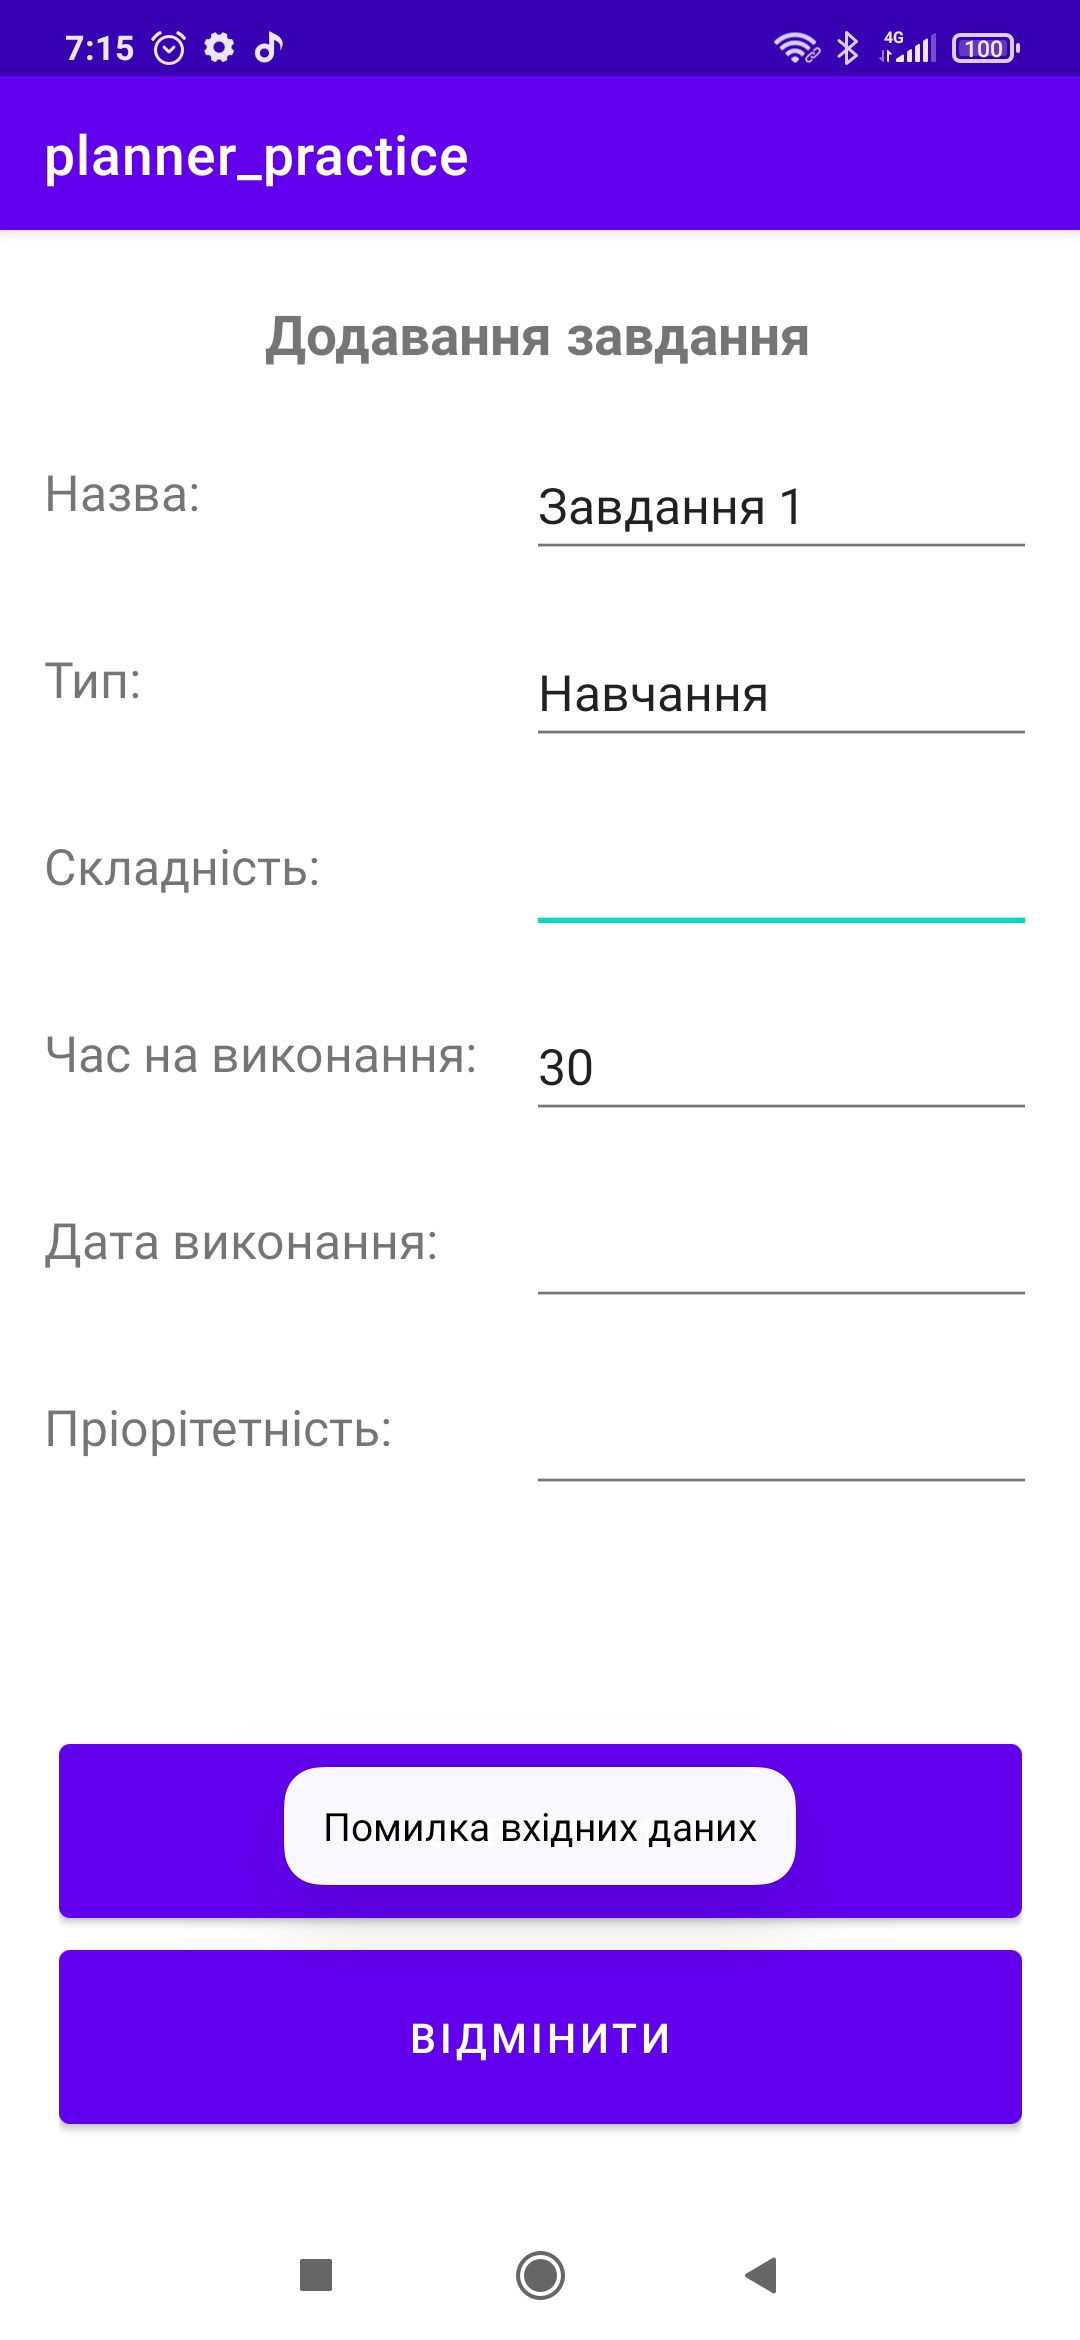 7:15 4G 100
planner_practice
Додавання завдання
Назва: Завдання 1
Тип: Навчання
Складність:
Час на виконання: 30
Дата виконання:
Пріорітетність:
Помилка вхідних даних
ВІДМІНИТИ